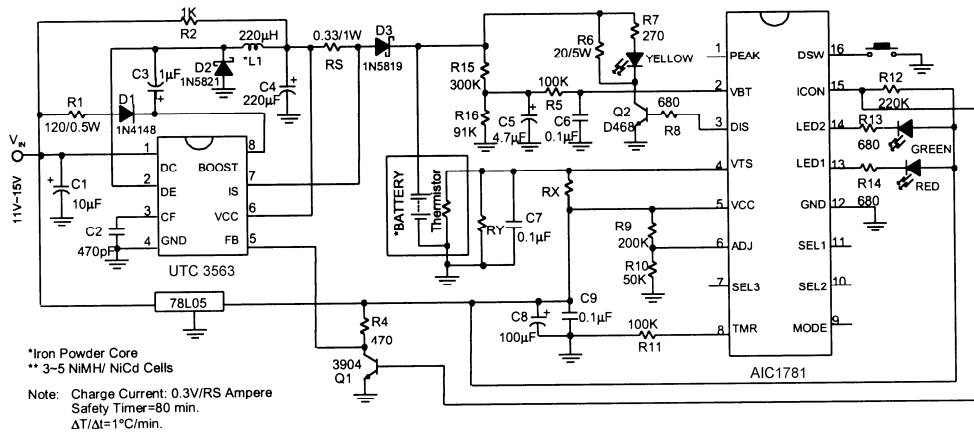 1K
R2
220µH
*L1
0.33/1W
RS
D3
1N5819
R7
270
R6
20/5W
YELLOW
1 PEAK
DSW 16
C3 1µF
+
D2
1N5821
C4
220µF
+
R15
300K
100K
R5
2 VBT
ICON 15
R12
220K
R1
120/0.5W
D1
1N4148
R16
91K
C5
4.7µF
+
C6
0.1µF
Q2
D468
680
R8
3 DIS
LED2 14
R13
680
GREEN
VIN
11V~15V
1 DC
BOOST 8
2 DE
IS 7
3 CF
VCC 6
4 GND
FB 5
UTC 3563
+ C1
10µF
C2
470pF
*BATTERY
Thermistor
RY
C7
0.1µF
RX
4 VTS
LED1 13
R14
680
RED
5 VCC
GND 12
R9
200K
6 ADJ
SEL1 11
R10
50K
7 SEL3
SEL2 10
78L05
R4
470
C8
100µF
+
C9
0.1µF
100K
R11
8 TMR
MODE 9
AIC1781
3904
Q1
*Iron Powder Core
** 3~5 NiMH/ NiCd Cells
Note: Charge Current: 0.3V/RS Ampere
Safety Timer=80 min.
ΔT/Δt=1°C/min.